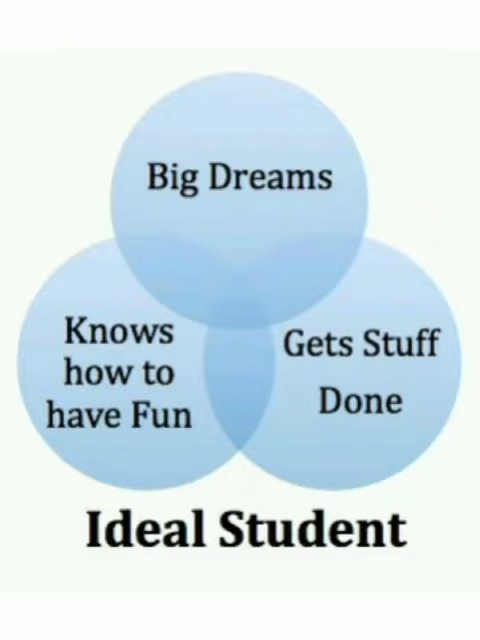 Big Dreams
Knows
how to
have Fun
Gets Stuff
Done
Ideal Student